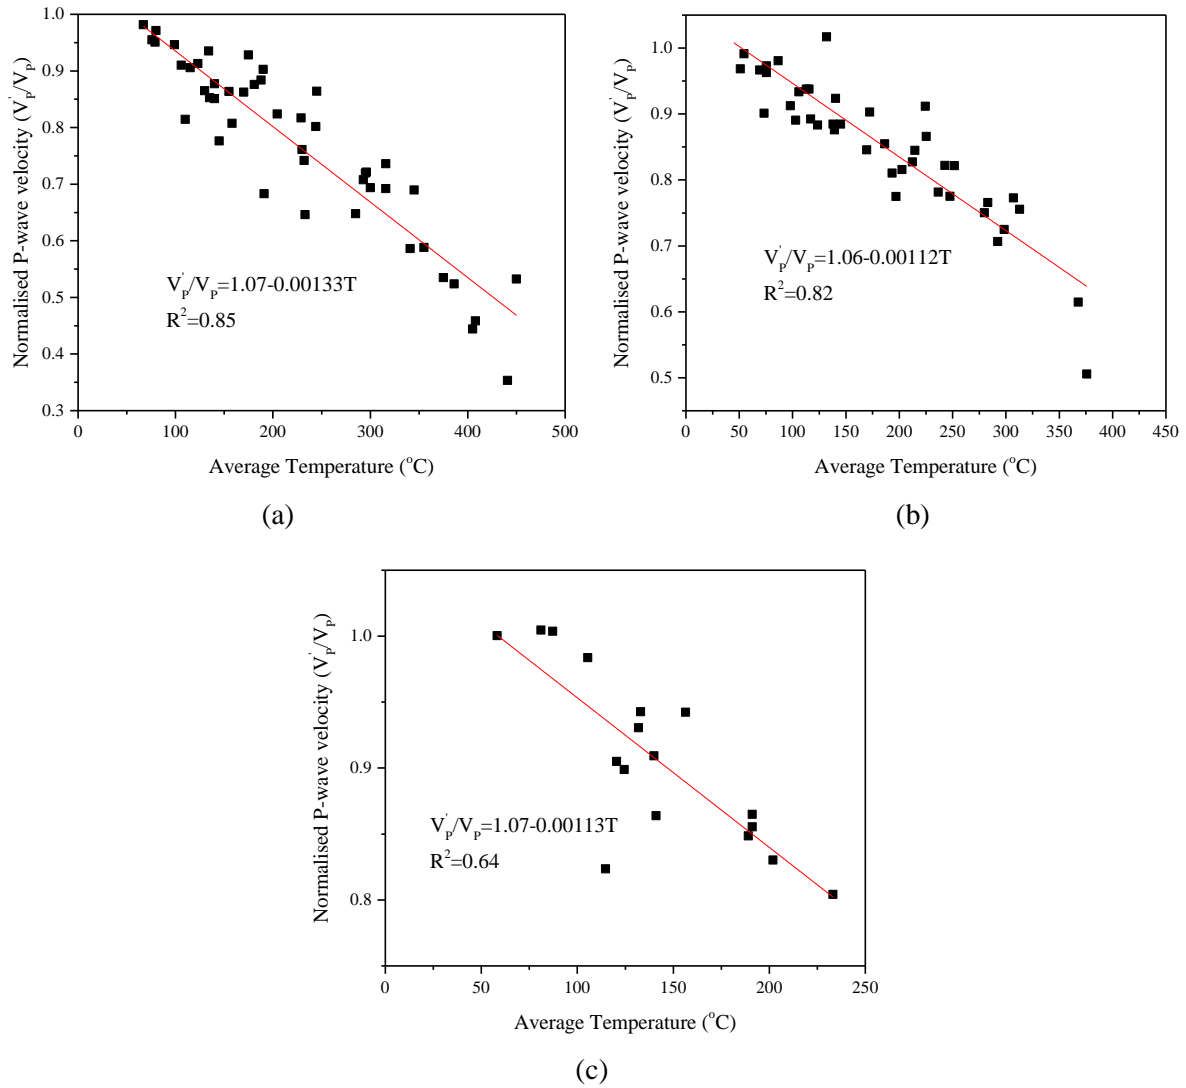 1.0
0.9
0.8
0.7
0.6
0.5
0.4
0.3
Normalised P-wave velocity (V'P/VP)
V'P/VP=1.07-0.00133T
R²=0.85
0 100 200 300 400 500
Average Temperature (°C)
(a)
1.0
0.9
0.8
0.7
0.6
0.5
Normalised P-wave velocity (V'P/VP)
V'P/VP=1.06-0.00112T
R²=0.82
0 50 100 150 200 250 300 350 400 450
Average Temperature (°C)
(b)
1.0
0.9
0.8
Normalised P-wave velocity (V'P/VP)
V'P/VP=1.07-0.00113T
R²=0.64
0 50 100 150 200 250
Average Temperature (°C)
(c)